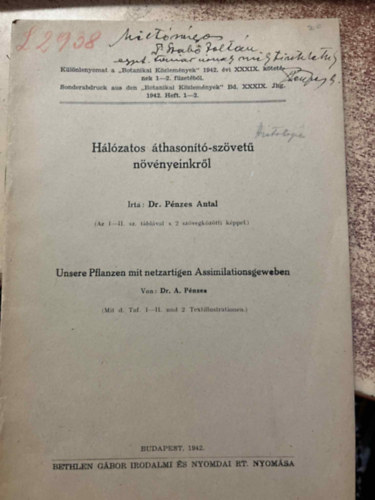 L2938
Különlenyomat a „Botanikai Közlemények" 1942. évi XXXIX. kötetének 1—2. füzetéből.
Sonderabdruck aus den „Botanikai Közlemények" Bd. XXXIX. Jhg.
1942. Heft. 1—2.
Hálózatos áthasonító-szövetű
növényeinkről
Irta: Dr. Pénzes Antal
(Az I—II. sz. táblával s 2 szövegközötti képpel.)
Unsere Pflanzen mit netzartigen Assimilationsgeweben
Von: Dr. A. Pénzes
(Mit d. Taf. I—II. und 2 Textillustrationen.)
BUDAPEST, 1942.
BETHLEN GÁBOR IRODALMI ÉS NYOMDAI RT. NYOMÁSA